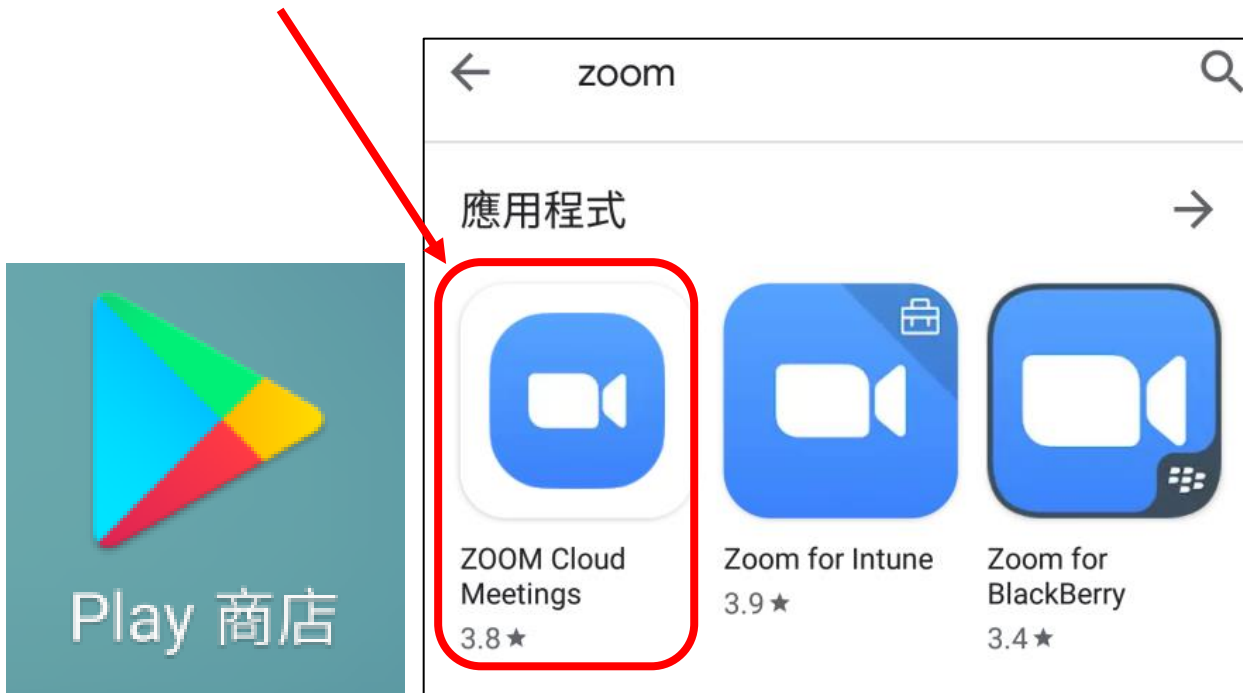 zoom
應用程式
ZOOM Cloud
Meetings
3.8★
Zoom for Intune
3.9★
Zoom for
BlackBerry
3.4★
Play 商店